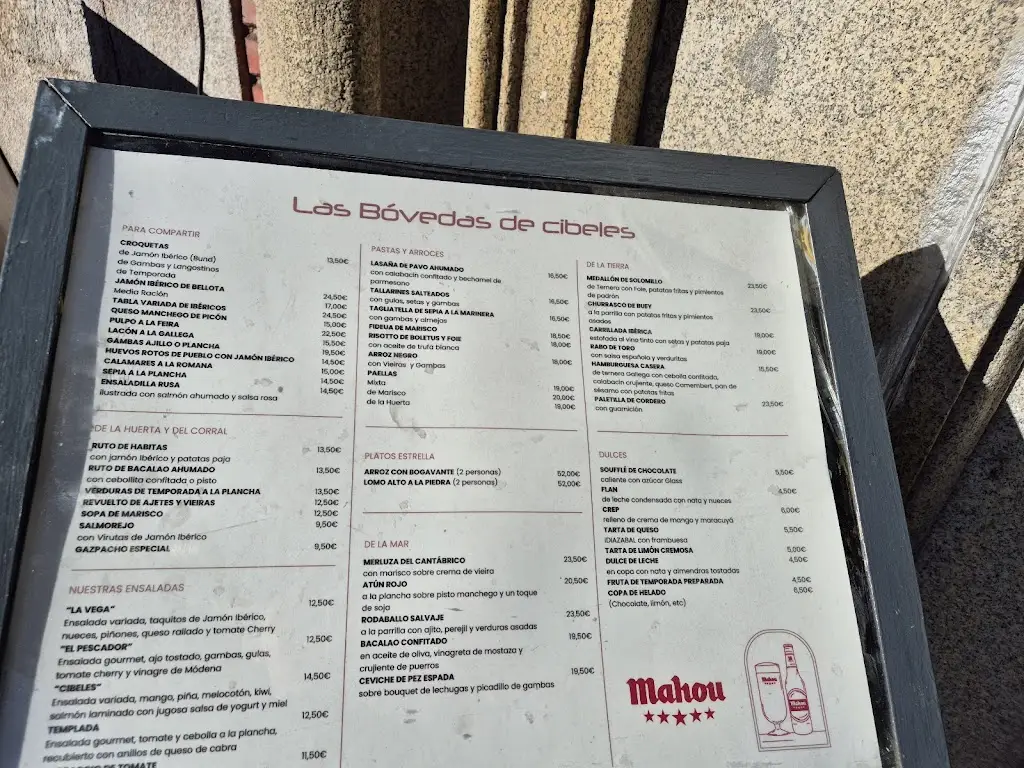 Las Bóvedas de cibeles
PARA COMPARTIR
CROQUETAS
de Jamón Ibérico (8und) 13,50€
de Gambas y Langostinos
de Temporada
JAMÓN IBÉRICO DE BELLOTA 24,50€
Media Ración 17,00€
TABLA VARIADA DE IBÉRICOS 24,50€
QUESO MANCHEGO DE PICÓN 15,00€
PULPO A LA FEIRA 22,50€
LACÓN A LA GALLEGA 15,50€
GAMBAS AJILLO O PLANCHA 19,50€
HUEVOS ROTOS DE PUEBLO CON JAMÓN IBÉRICO 14,50€
CALAMARES A LA ROMANA 15,00€
SEPIA A LA PLANCHA 14,50€
ENSALADILLA RUSA 14,50€
ilustrada con salmón ahumado y salsa rosa
DE LA HUERTA Y DEL CORRAL
RUTO DE HABITAS 13,50€
con jamón Ibérico y patatas paja
RUTO DE BACALAO AHUMADO 13,50€
con cebollita confitada o pisto
VERDURAS DE TEMPORADA A LA PLANCHA 13,50€
REVUELTO DE AJETES Y VIEIRAS 12,50€
SOPA DE MARISCO 12,50€
SALMOREJO 9,50€
con Virutas de Jamón Ibérico
GAZPACHO ESPECIAL 9,50€
NUESTRAS ENSALADAS
"LA VEGA" 12,50€
Ensalada variada, taquitos de Jamón Ibérico,
nueces, piñones, queso rallado y tomate Cherry
"EL PESCADOR" 12,50€
Ensalada gourmet, ajo tostado, gambas, gulas,
tomate cherry y vinagre de Módena
"CIBELES" 14,50€
Ensalada variada, mango, piña, melocotón, kiwi,
salmón laminado con jugosa salsa de yogurt y miel
TEMPLADA 12,50€
Ensalada gourmet, tomate y cebolla a la plancha,
recubierto con anillos de queso de cabra
DE TOMATE 11,50€
PASTAS Y ARROCES
LASAÑA DE PAVO AHUMADO 16,50€
con calabacín confitado y bechamel de
parmesano
TALLARINES SALTEADOS 16,50€
con gulas, setas y gambas
TAGLIATELLA DE SEPIA A LA MARINERA 16,50€
con gambas y almejas
FIDEUA DE MARISCO 18,50€
RISOTTO DE BOLETUS Y FOIE 18,00€
con aceite de trufa blanca
ARROZ NEGRO 18,00€
con Vieiras y Gambas
PAELLAS
Mixta 19,00€
de Marisco 20,00€
de la Huerta 18,00€
PLATOS ESTRELLA
ARROZ CON BOGAVANTE (2 personas) 52,00€
LOMO ALTO A LA PIEDRA (2 personas) 52,00€
DE LA MAR
MERLUZA DEL CANTÁBRICO 23,50€
con marisco sobre crema de vieira
ATÚN ROJO 20,50€
a la plancha sobre pisto manchego y un toque
de soja
RODABALLO SALVAJE 23,50€
a la parrilla con ajito, perejil y verduras asadas
BACALAO CONFITADO 19,50€
en aceite de oliva, vinagreta de mostaza y
crujiente de puerros
CEVICHE DE PEZ ESPADA 19,50€
sobre bouquet de lechugas y picadillo de gambas
DE LA TIERRA
MEDALLÓN DE SOLOMILLO 23,50€
de Ternera con Foie, patatas fritas y pimientos
de padrón
CHURRASCO DE BUEY 23,50€
a la parrilla con patatas fritas y pimientos
asados
CARRILLADA IBÉRICA 19,00€
estofada al vino tinto con setas y patatas paja
RABO DE TORO 19,00€
con salsa española y verduritas
HAMBURGUESA CASERA 15,50€
de ternera Gallega con cebolla confitada,
calabacín crujiente, queso Camembert, pan de
sésamo con patatas fritas
PALETILLA DE CORDERO 23,50€
con guarnición
DULCES
SOUFFLÉ DE CHOCOLATE 5,50€
caliente con azúcar Glass
FLAN 4,50€
de leche condensada con nata y nueces
CREP 6,00€
relleno de crema de mango y maracuyá
TARTA DE QUESO 5,50€
IDIAZABAL con frambuesa
TARTA DE LIMÓN CREMOSA 5,00€
DULCE DE LECHE 4,50€
en copa con nata y almendras tostadas
FRUTA DE TEMPORADA PREPARADA 4,50€
COPA DE HELADO 6,50€
(Chocolate, limón, etc)
Mahou
Mahou
Mahou